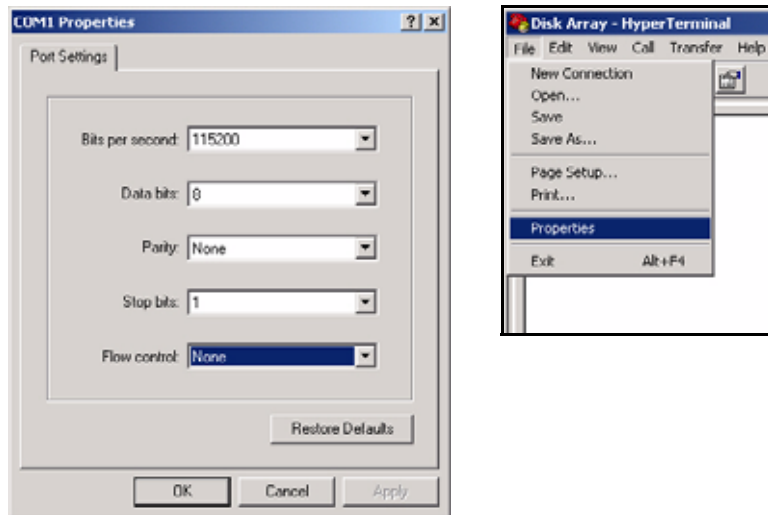 COM1 Properties
Port Settings
Bits per second: 115200
Data bits: 8
Parity: None
Stop bits: 1
Flow control: None
Restore Defaults
OK Cancel Apply
Disk Array - HyperTerminal
File Edit View Call Transfer Help
New Connection
Open...
Save
Save As...
Page Setup...
Print...
Properties
Exit Alt+F4